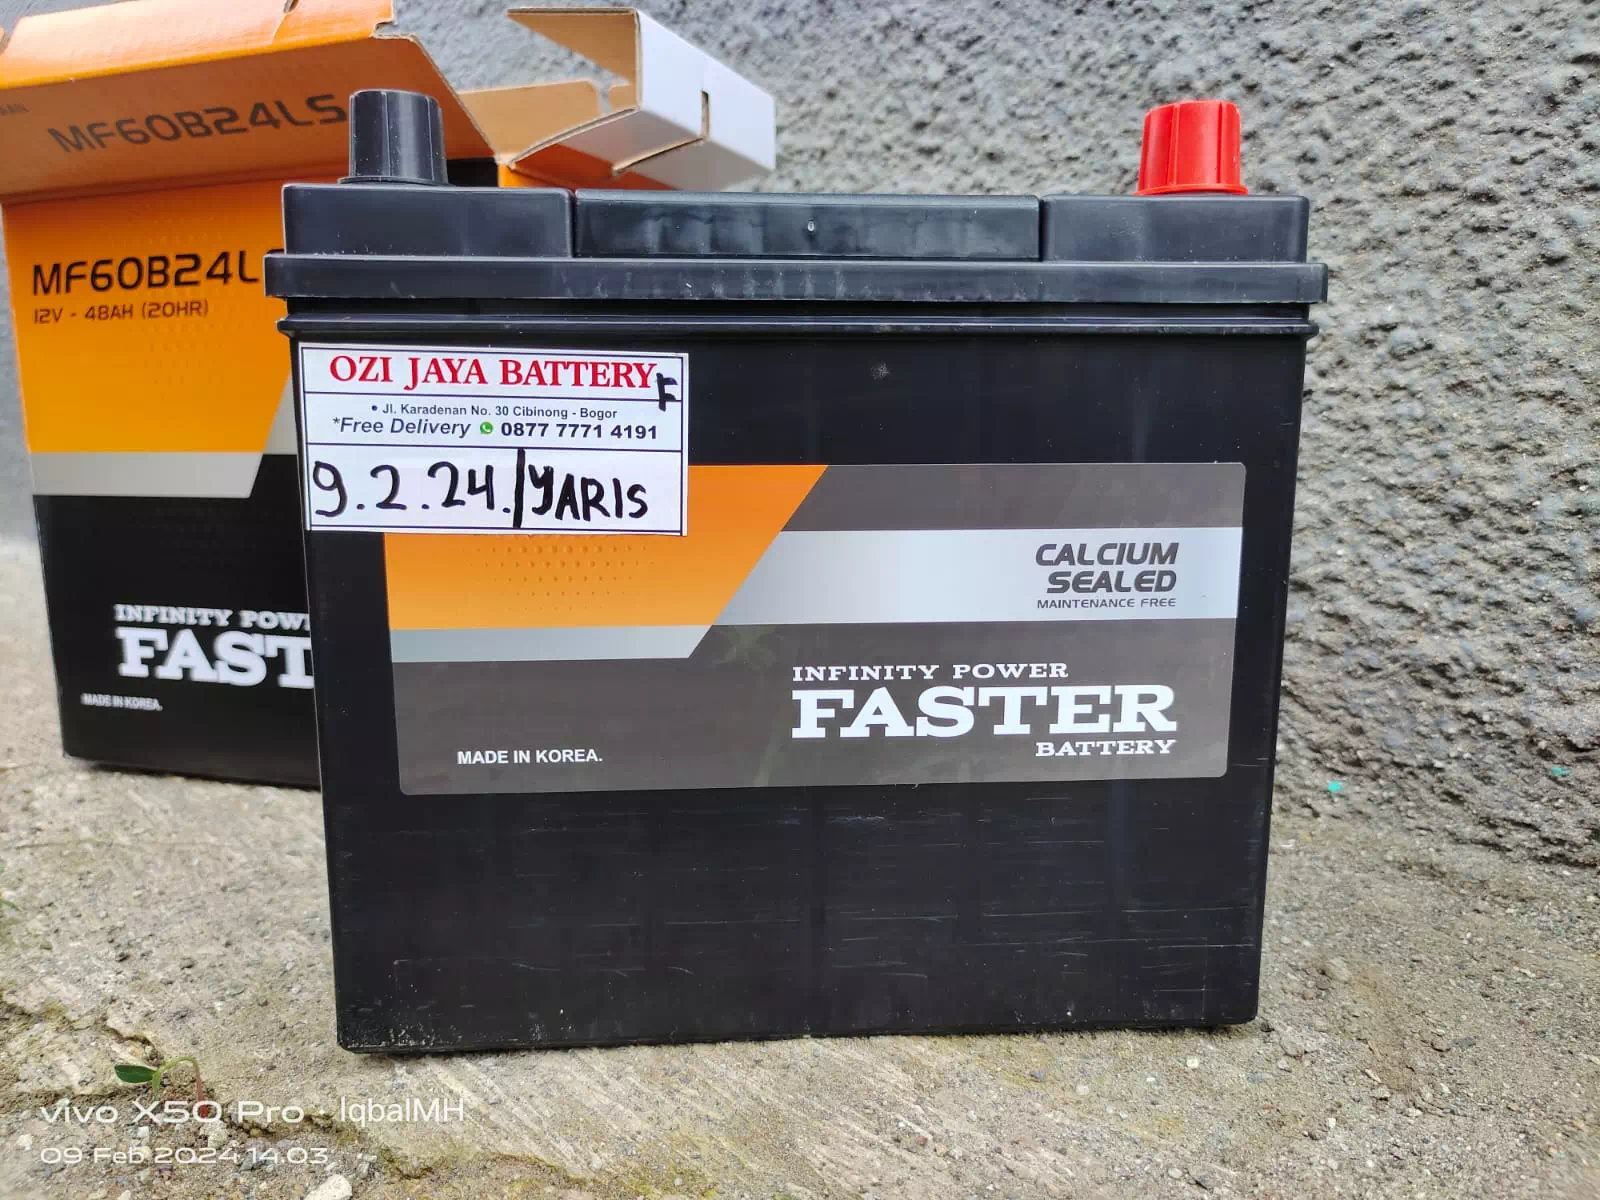 MF60B24LS
MF60B24L
12V - 48AH (20HR)
INFINITY POW
FAST
MADE IN KOREA.
OZI JAYA BATTERY
F
• Jl. Karadenan No. 30 Cibinong - Bogor
*Free Delivery 0877 7771 4191
9.2.24./YARIS
CALCIUM
SEALED
MAINTENANCE FREE
INFINITY POWER
FASTER
BATTERY
MADE IN KOREA.
vivo X50 Pro · IqbalMH
09 Feb 2024 14.03